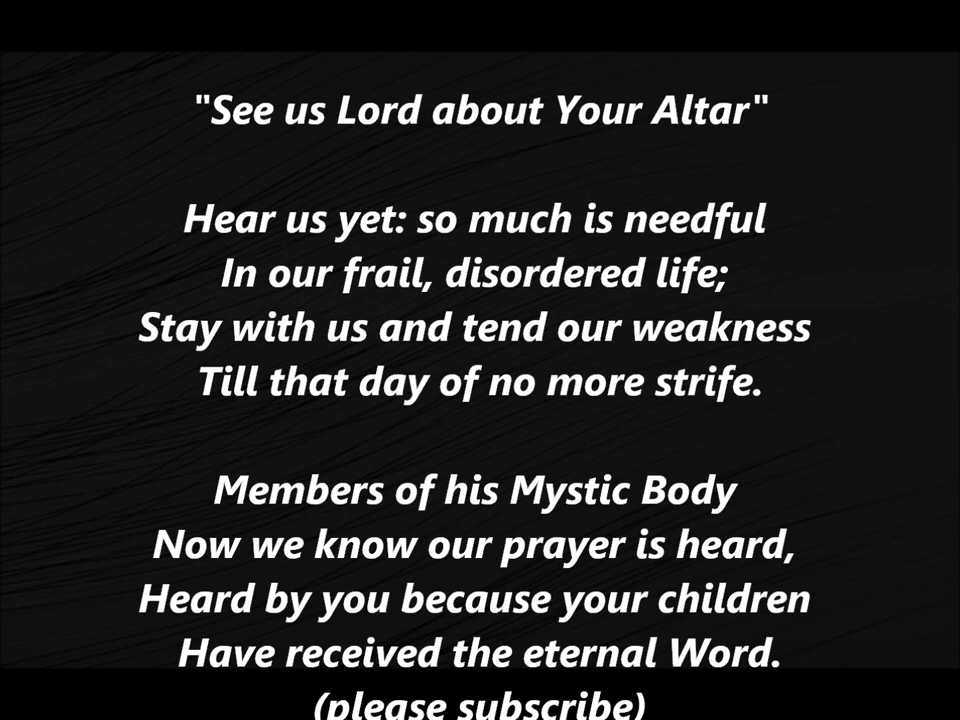 "See us Lord about Your Altar"
Hear us yet: so much is needful
In our frail, disordered life;
Stay with us and tend our weakness
Till that day of no more strife.
Members of his Mystic Body
Now we know our prayer is heard,
Heard by you because your children
Have received the eternal Word.
(please subscribe)